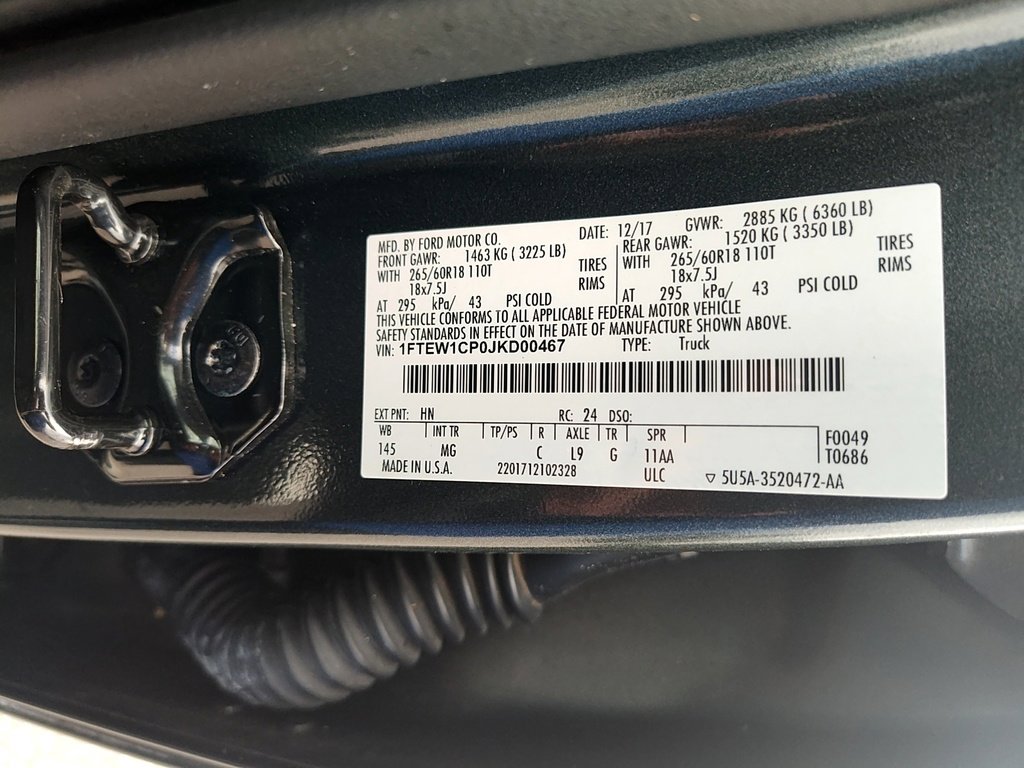 MFD. BY FORD MOTOR CO. DATE: 12/17 GVWR: 2885 KG ( 6360 LB)
FRONT GAWR: 1463 KG ( 3225 LB) REAR GAWR: 1520 KG ( 3350 LB)
WITH 265/60R18 110T TIRES WITH 265/60R18 110T TIRES
18x7.5J RIMS 18x7.5J RIMS
AT 295 kPa/ 43 PSI COLD AT 295 kPa/ 43 PSI COLD
THIS VEHICLE CONFORMS TO ALL APPLICABLE FEDERAL MOTOR VEHICLE
SAFETY STANDARDS IN EFFECT ON THE DATE OF MANUFACTURE SHOWN ABOVE.
VIN: 1FTEW1CP0JKD00467 TYPE: Truck
EXT PNT: HN RC: 24 DSO:
WB INT TR TP/PS R AXLE TR SPR F0049
145 MG C L9 G 11AA T0686
MADE IN U.S.A. 2201712102328 ULC ▽ 5U5A-3520472-AA